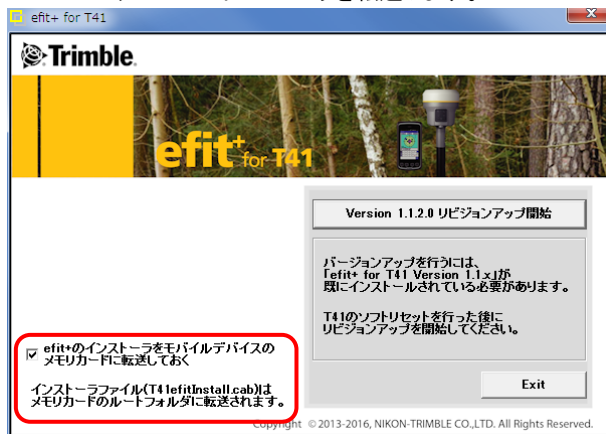 efit+ for T41
Trimble.
efit+ for T41
Version 1.1.2.0 リビジョンアップ開始
バージョンアップを行うには、
「efit+ for T41 Version 1.1.x」が
既にインストールされている必要があります。
T41のソフトリセットを行った後に
リビジョンアップを開始してください。
efit+のインストーラをモバイルデバイスの
メモリカードに転送しておく
インストーラファイル(T41efitInstall.cab)は
メモリカードのルートフォルダに転送されます。
Exit
Copyright © 2013-2016, NIKON-TRIMBLE CO.,LTD. All Rights Reserved.